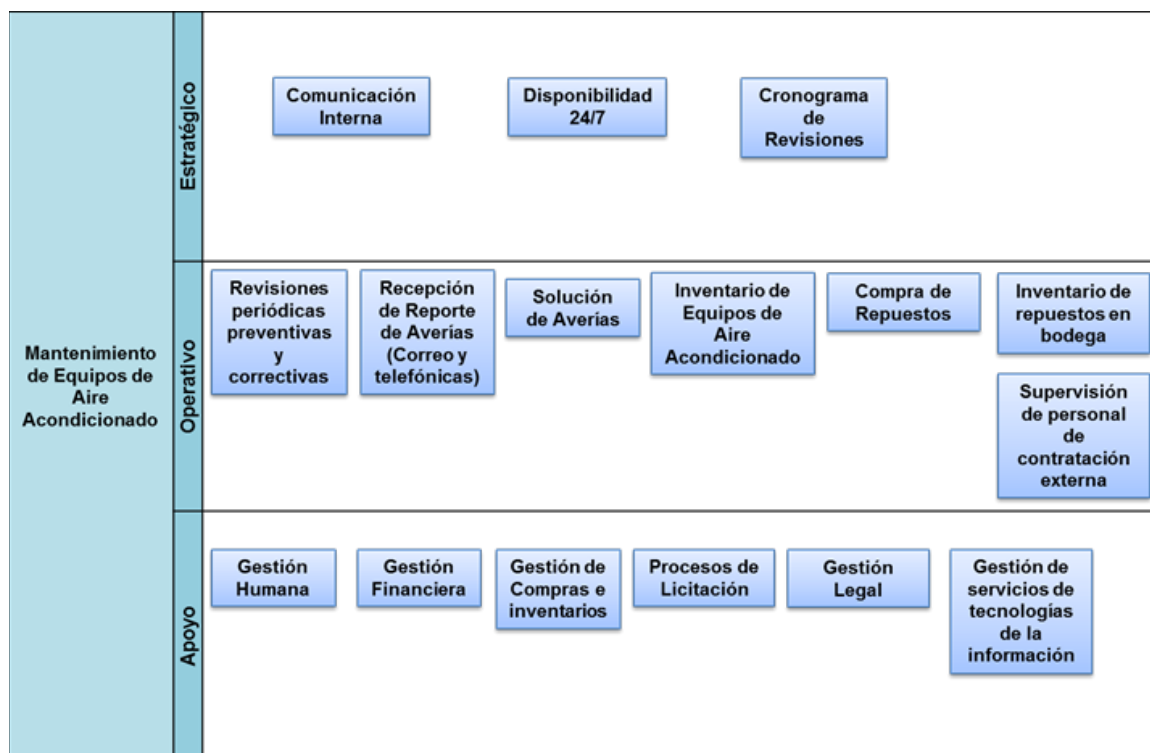 Mantenimiento
de Equipos de
Aire
Acondicionado
Estratégico
Comunicación
Interna
Disponibilidad
24/7
Cronograma
de
Revisiones
Operativo
Revisiones
periódicas
preventivas
y
correctivas
Recepción
de Reporte
de Averías
(Correo y
telefónicas)
Solución
de Averías
Inventario de
Equipos de
Aire
Acondicionado
Compra de
Repuestos
Inventario de
repuestos en
bodega
Supervisión
de personal
de
contratación
externa
Apoyo
Gestión
Humana
Gestión
Financiera
Gestión de
Compras e
inventarios
Procesos de
Licitación
Gestión
Legal
Gestión de
servicios de
tecnologías
de la
información